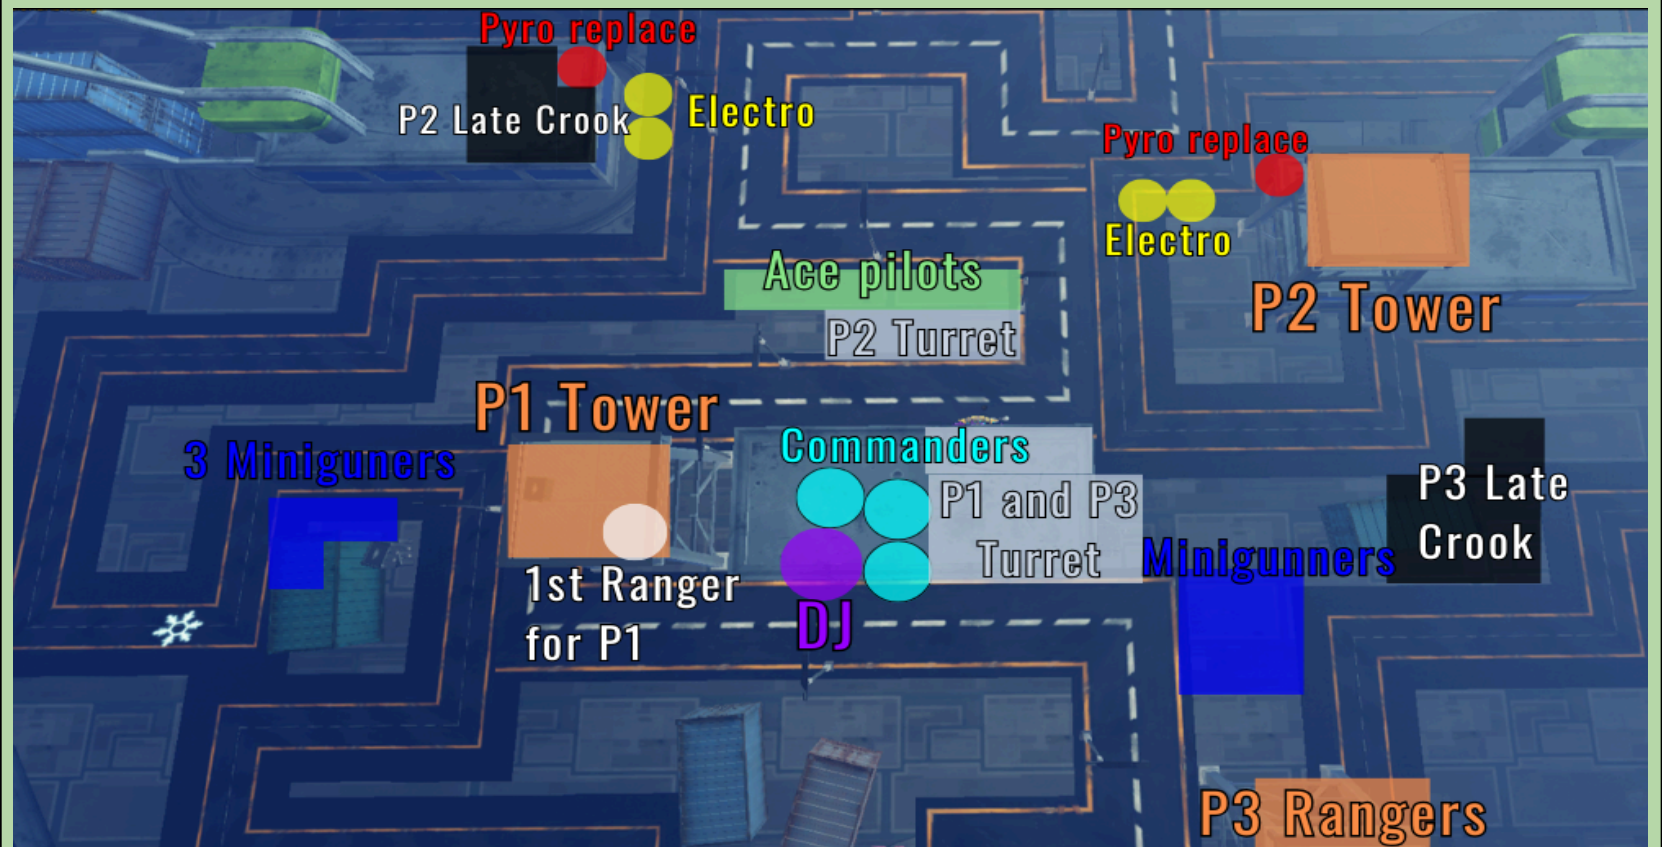 Pyro replace
P2 Late Crook
Electro
Pyro replace
Electro
Ace pilots
P2 Turret
P2 Tower
P1 Tower
Commanders
3 Miniguners
P1 and P3
Turret
P3 Late
Crook
Minigunners
1st Ranger
for P1
DJ
P3 Rangers